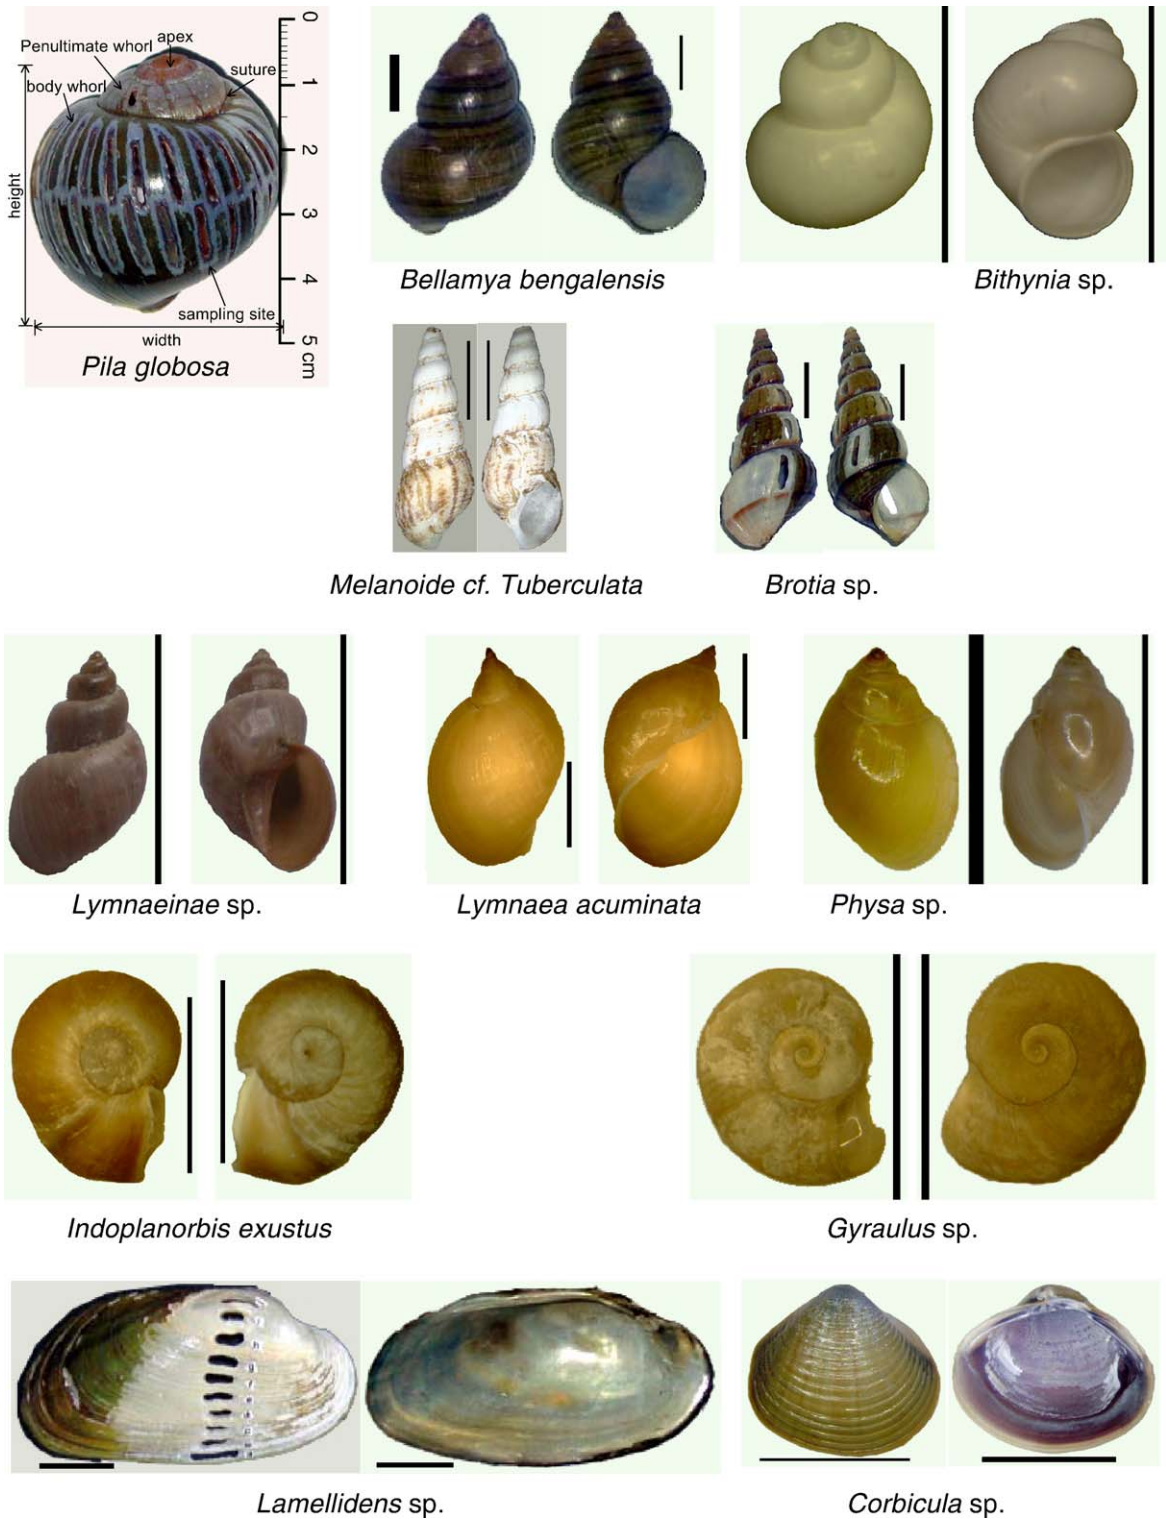 0
apex
Penultimate whorl
1
suture
body whorl
2
height
3
4
sampling site
width
5 cm
Pila globosa
Bellamya bengalensis
Bithynia sp.
Melanoide cf. Tuberculata
Brotia sp.
Lymnaeinae sp.
Lymnaea acuminata
Physa sp.
Indoplanorbis exustus
Gyraulus sp.
Lamellidens sp.
Corbicula sp.